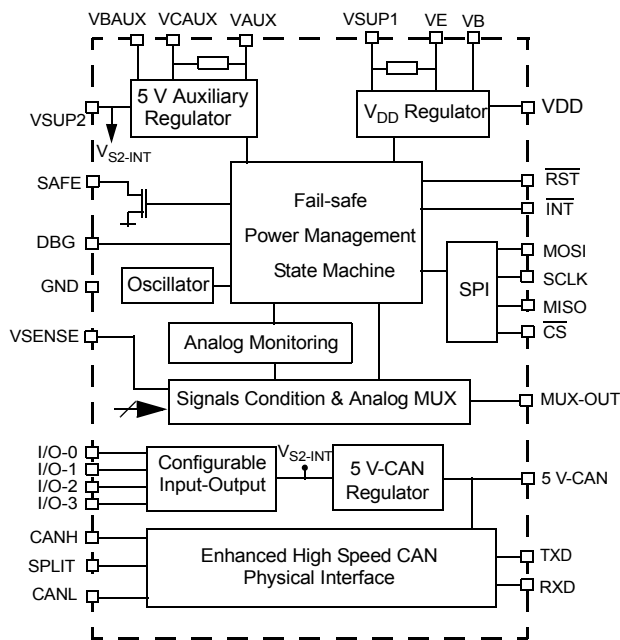 VBAUX VCAUX VAUX VSUP1 VE VB
5 V Auxiliary
Regulator
VDD Regulator
VDD
VSUP2
VS2-INT
SAFE
Fail-safe
Power Management
State Machine
RST
INT
DBG
MOSI
SCLK
MISO
CS
SPI
GND
Oscillator
VSENSE
Analog Monitoring
Signals Condition & Analog MUX
MUX-OUT
I/O-0
I/O-1
I/O-2
I/O-3
Configurable
Input-Output
VS2-INT
5 V-CAN
Regulator
5 V-CAN
CANH
SPLIT
CANL
Enhanced High Speed CAN
Physical Interface
TXD
RXD